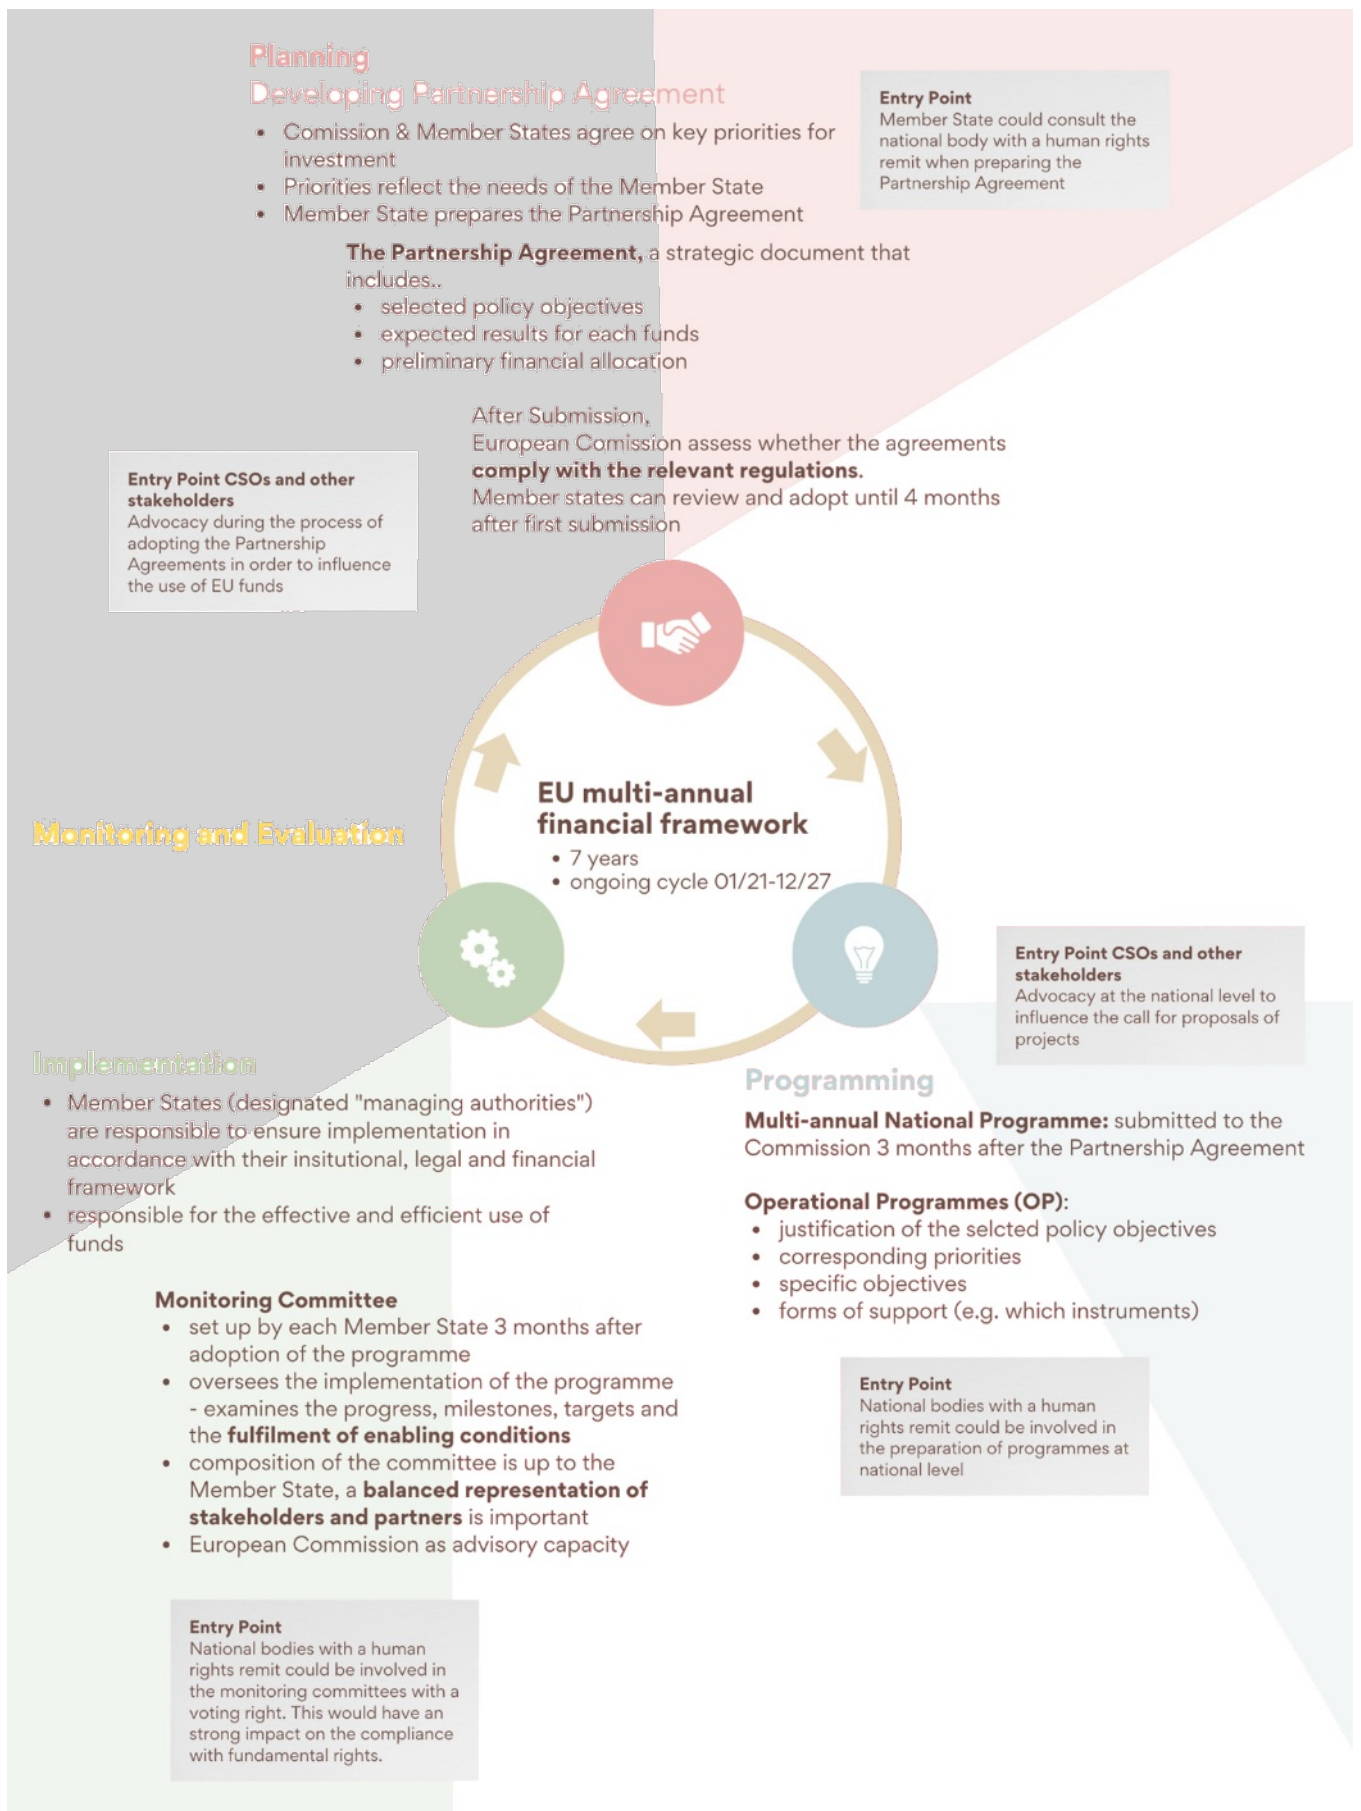 Planning
Developing Partnership Agreement
• Comission & Member States agree on key priorities for
investment
• Priorities reflect the needs of the Member State
• Member State prepares the Partnership Agreement
Entry Point
Member State could consult the
national body with a human rights
remit when preparing the
Partnership Agreement
The Partnership Agreement, a strategic document that
includes..
• selected policy objectives
• expected results for each funds
• preliminary financial allocation
After Submission,
European Comission assess whether the agreements
comply with the relevant regulations.
Member states can review and adopt until 4 months
after first submission
Entry Point CSOs and other
stakeholders
Advocacy during the process of
adopting the Partnership
Agreements in order to influence
the use of EU funds
EU multi-annual
financial framework
• 7 years
• ongoing cycle 01/21-12/27
Monitoring and Evaluation
Entry Point CSOs and other
stakeholders
Advocacy at the national level to
influence the call for proposals of
projects
Programming
Multi-annual National Programme: submitted to the
Commission 3 months after the Partnership Agreement
Operational Programmes (OP):
• justification of the selcted policy objectives
• corresponding priorities
• specific objectives
• forms of support (e.g. which instruments)
Entry Point
National bodies with a human
rights remit could be involved in
the preparation of programmes at
national level
Implementation
• Member States (designated "managing authorities")
are responsible to ensure implementation in
accordance with their insitutional, legal and financial
framework
• responsible for the effective and efficient use of
funds
Monitoring Committee
• set up by each Member State 3 months after
adoption of the programme
• oversees the implementation of the programme
- examines the progress, milestones, targets and
the fulfilment of enabling conditions
• composition of the committee is up to the
Member State, a balanced representation of
stakeholders and partners is important
• European Commission as advisory capacity
Entry Point
National bodies with a human
rights remit could be involved in
the monitoring committees with a
voting right. This would have an
strong impact on the compliance
with fundamental rights.